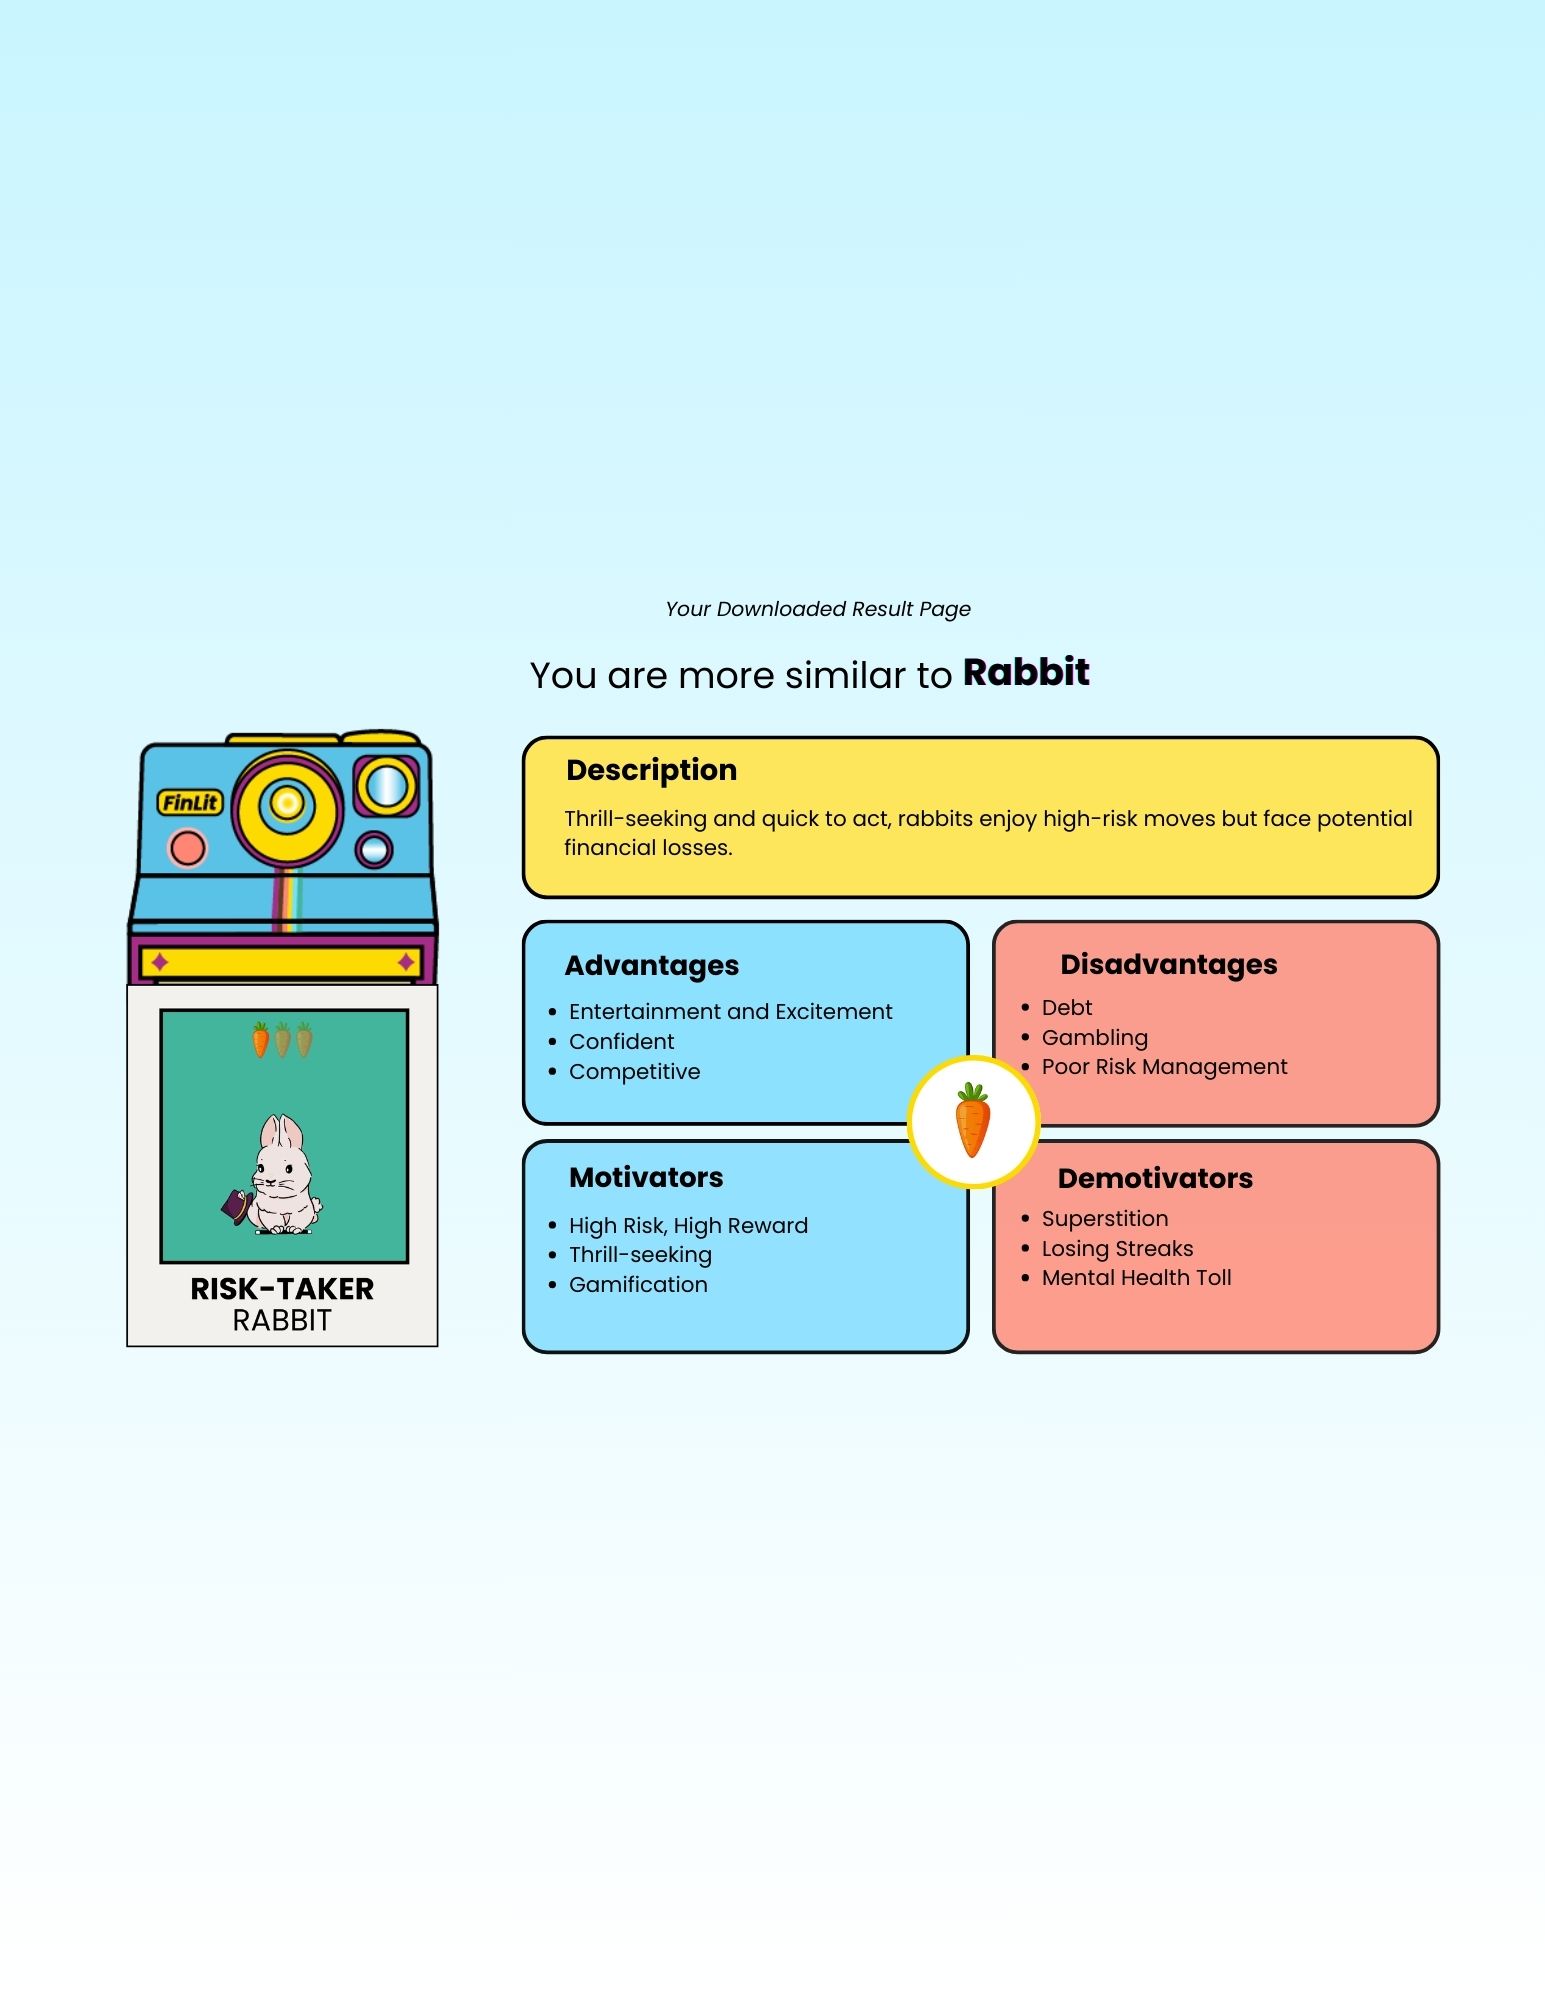 Your Downloaded Result Page
You are more similar to Rabbit
FinLit
RISK-TAKER
RABBIT
Description
Thrill-seeking and quick to act, rabbits enjoy high-risk moves but face potential
financial losses.
Advantages
• Entertainment and Excitement
• Confident
• Competitive
Disadvantages
• Debt
• Gambling
• Poor Risk Management
Motivators
• High Risk, High Reward
• Thrill-seeking
• Gamification
Demotivators
• Superstition
• Losing Streaks
• Mental Health Toll